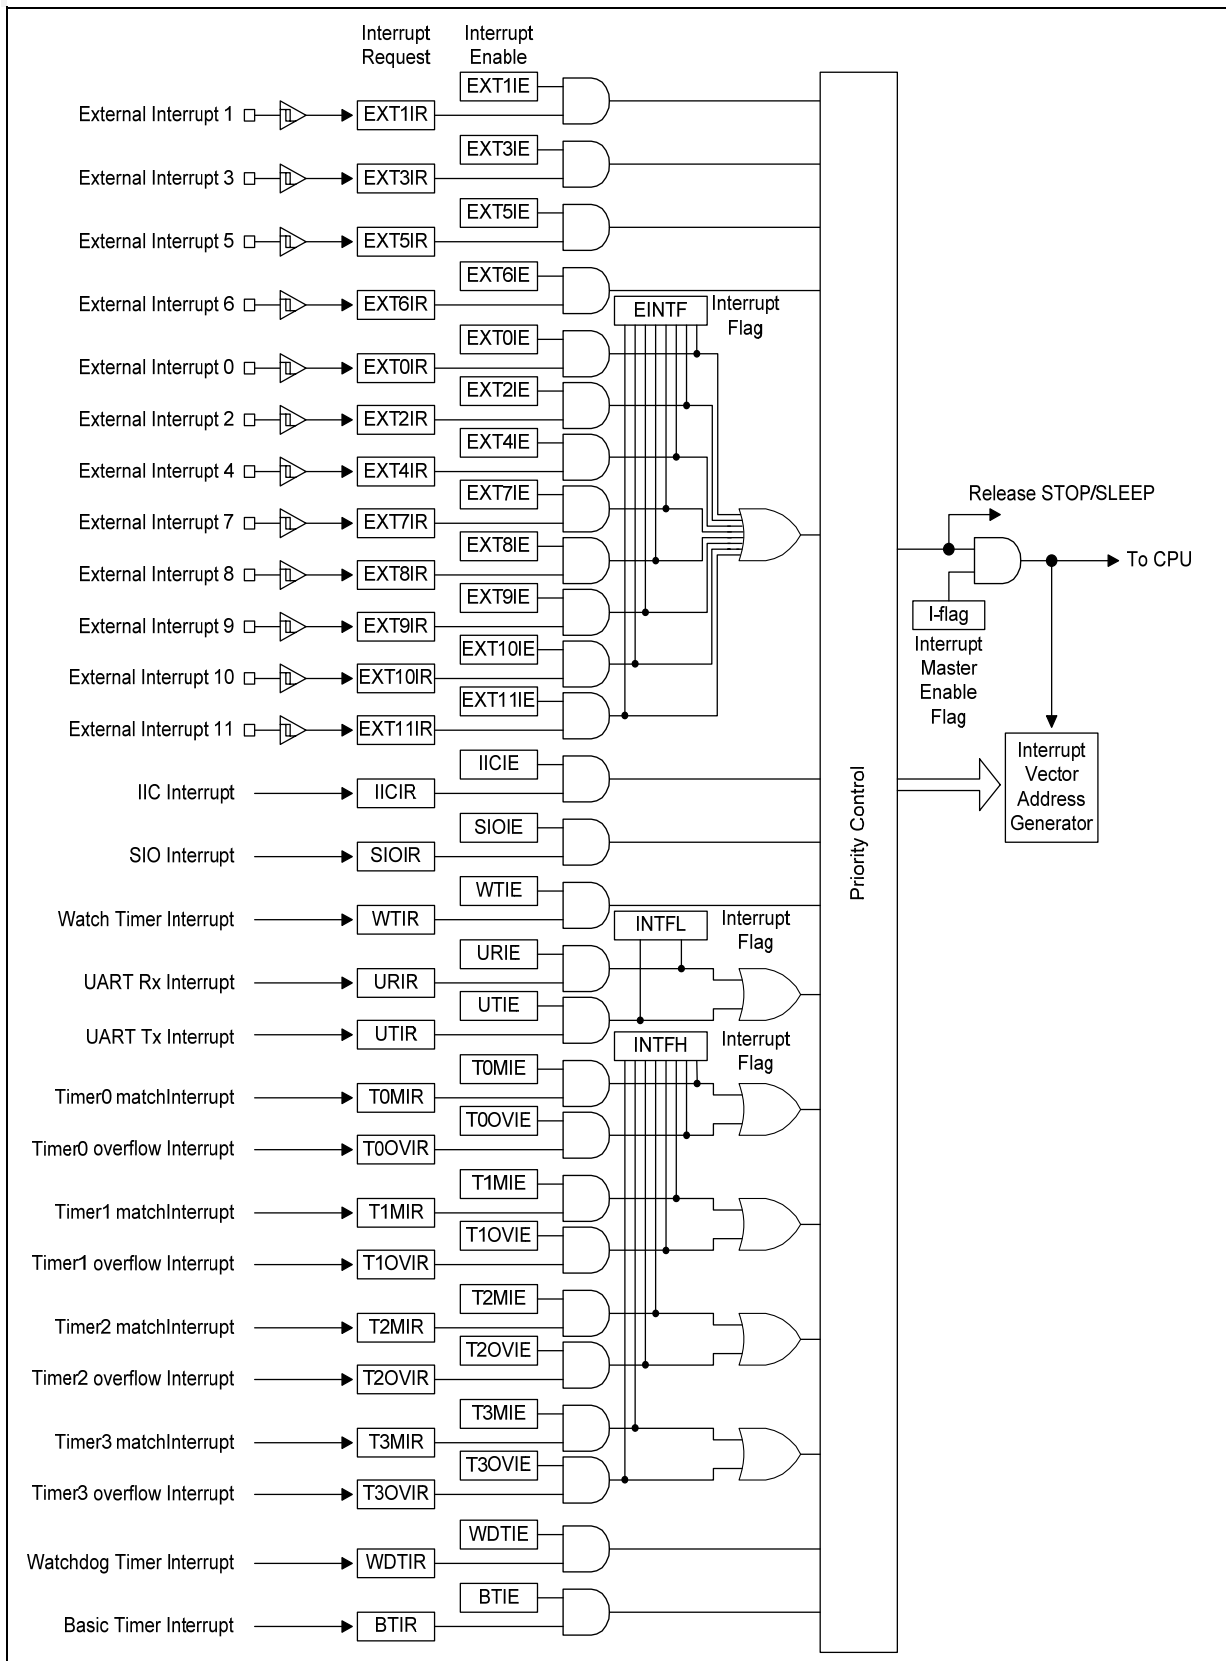 Interrupt
Request
Interrupt
Enable
EXT1IE
External Interrupt 1
EXT1IR
EXT3IE
External Interrupt 3
EXT3IR
EXT5IE
External Interrupt 5
EXT5IR
EXT6IE
External Interrupt 6
EXT6IR
EINTF
Interrupt
Flag
EXT0IE
External Interrupt 0
EXT0IR
EXT2IE
External Interrupt 2
EXT2IR
EXT4IE
External Interrupt 4
EXT4IR
EXT7IE
External Interrupt 7
EXT7IR
EXT8IE
External Interrupt 8
EXT8IR
EXT9IE
External Interrupt 9
EXT9IR
EXT10IE
External Interrupt 10
EXT10IR
EXT11IE
External Interrupt 11
EXT11IR
IICIE
IIC Interrupt
IICIR
SIOIE
SIO Interrupt
SIOIR
WTIE
Watch Timer Interrupt
WTIR
INTFL
Interrupt
Flag
URIE
UART Rx Interrupt
URIR
UTIE
UART Tx Interrupt
UTIR
INTFH
Interrupt
Flag
T0MIE
Timer0 matchInterrupt
T0MIR
T0OVIE
Timer0 overflow Interrupt
T0OVIR
T1MIE
Timer1 matchInterrupt
T1MIR
T1OVIE
Timer1 overflow Interrupt
T1OVIR
T2MIE
Timer2 matchInterrupt
T2MIR
T2OVIE
Timer2 overflow Interrupt
T2OVIR
T3MIE
Timer3 matchInterrupt
T3MIR
T3OVIE
Timer3 overflow Interrupt
T3OVIR
WDTIE
Watchdog Timer Interrupt
WDTIR
BTIE
Basic Timer Interrupt
BTIR
Priority Control
Release STOP/SLEEP
To CPU
I-flag
Interrupt
Master
Enable
Flag
Interrupt
Vector
Address
Generator